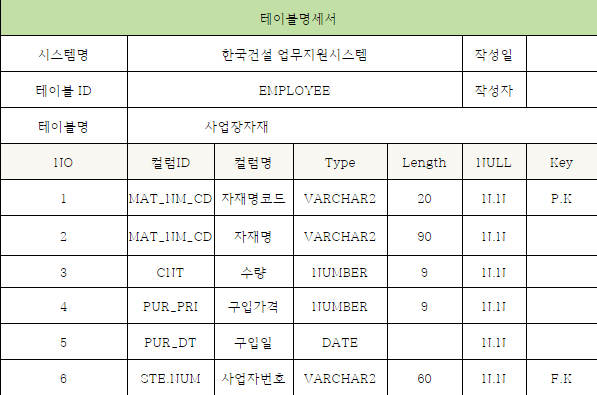 테이블명세서
시스템명 한국건설 업무지원시스템 작성일
테이블 ID EMPLOYEE 작성자
테이블명 사업장자재
NO 컬럼ID 컬럼명 Type Length NULL Key
1 MAT_NM_CD 자재명코드 VARCHAR2 20 N.N P.K
2 MAT_NM_CD 자재명 VARCHAR2 90 N.N
3 CNT 수량 NUMBER 9 N.N
4 PUR_PRI 구입가격 NUMBER 9 N.N
5 PUR_DT 구입일 DATE N.N
6 STE.NUM 사업자번호 VARCHAR2 60 N.N F.K